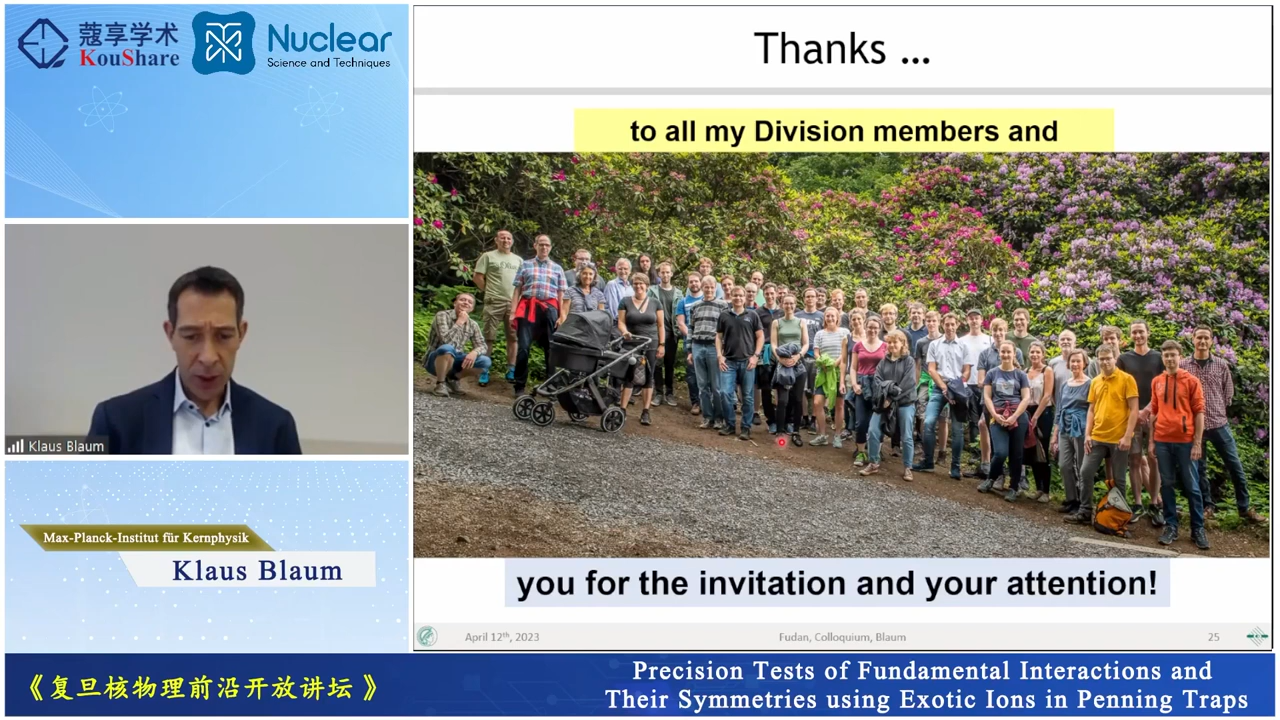 蔻享学术
KouShare
Nuclear
Science and Techniques
Klaus Blaum
Max-Planck-Institut für Kernphysik
Klaus Blaum
Thanks ...
to all my Division members and
you for the invitation and your attention!
April 12th, 2023
Fudan, Colloquium, Blaum
25
《复旦核物理前沿开放讲坛》
Precision Tests of Fundamental Interactions and
Their Symmetries using Exotic Ions in Penning Traps